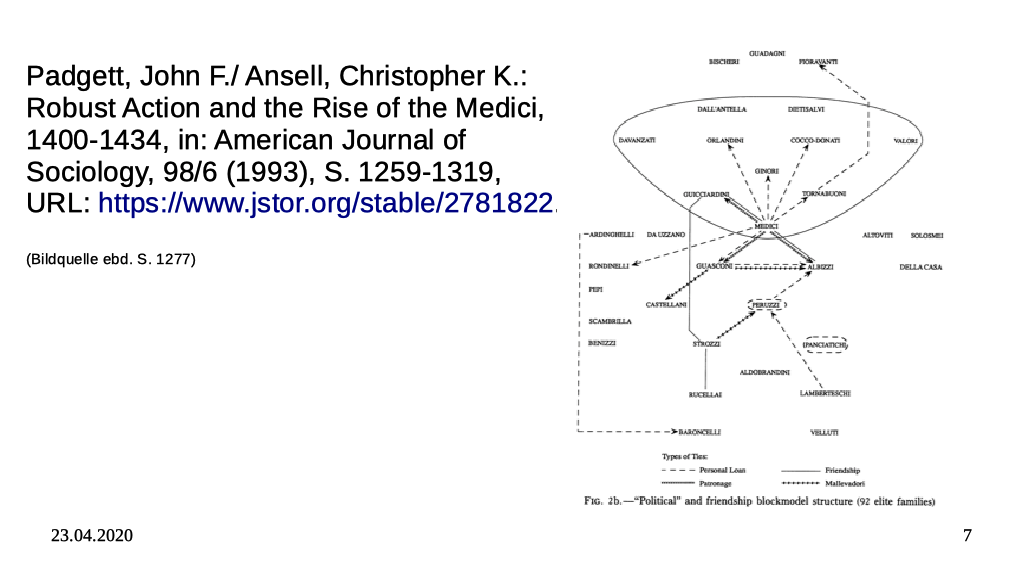 Padgett, John F./ Ansell, Christopher K.:
Robust Action and the Rise of the Medici,
1400-1434, in: American Journal of
Sociology, 98/6 (1993), S. 1259-1319,
URL: https://www.jstor.org/stable/2781822.
(Bildquelle ebd. S. 1277)
GUADAGNI
BISCHERI FIORAVANTI
DALL'ANTELLA DIETISALVI
DAVANZATI ORLANDINI COCCO-DONATI VALORI
GINORI
GUICCIARDINI TORNABUONI
MEDICI
ARDINGHELLI DA UZZANO ALTOVITI SOLOSMEI
RONDINELLI GUASCONI ALBIZZI DELLA CASA
PEPI
CASTELLANI PERUZZI
SCAMBRILLA
BENIZZI STROZZI PANCIATICHI
ALDOBRANDINI
RUCELLAI LAMBERTESCHI
BARONCELLI VELLUTI
Types of Ties:
Personal Loan Friendship
Patronage Mallevadori
FIG. 2b.—"Political" and friendship blockmodel structure (92 elite families)
23.04.2020 7